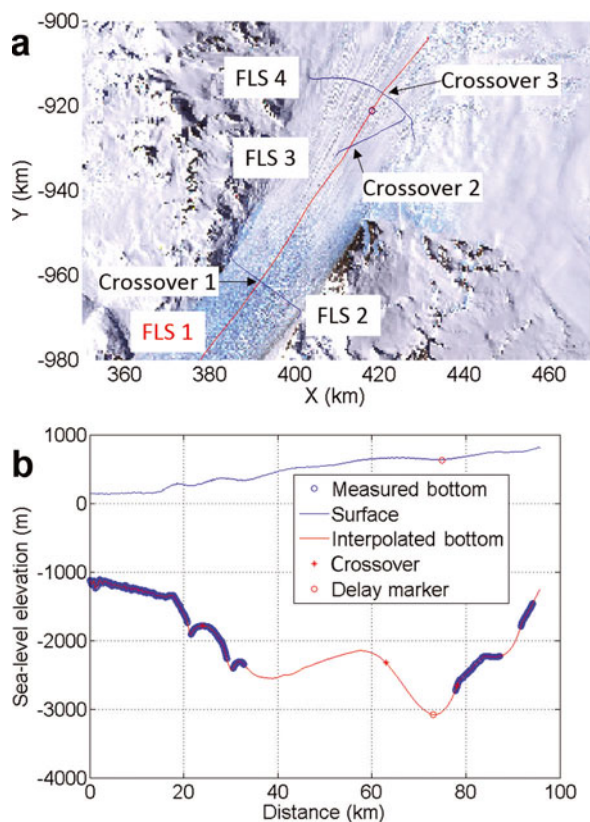 a
-900
-920
-940
-960
-980
Y (km)
FLS 4
Crossover 3
FLS 3
Crossover 2
Crossover 1
FLS 2
FLS 1
360 380 400 420 440 460
X (km)
b
1000
0
-1000
-2000
-3000
-4000
Sea-level elevation (m)
Measured bottom
Surface
Interpolated bottom
Crossover
Delay marker
0 20 40 60 80 100
Distance (km)